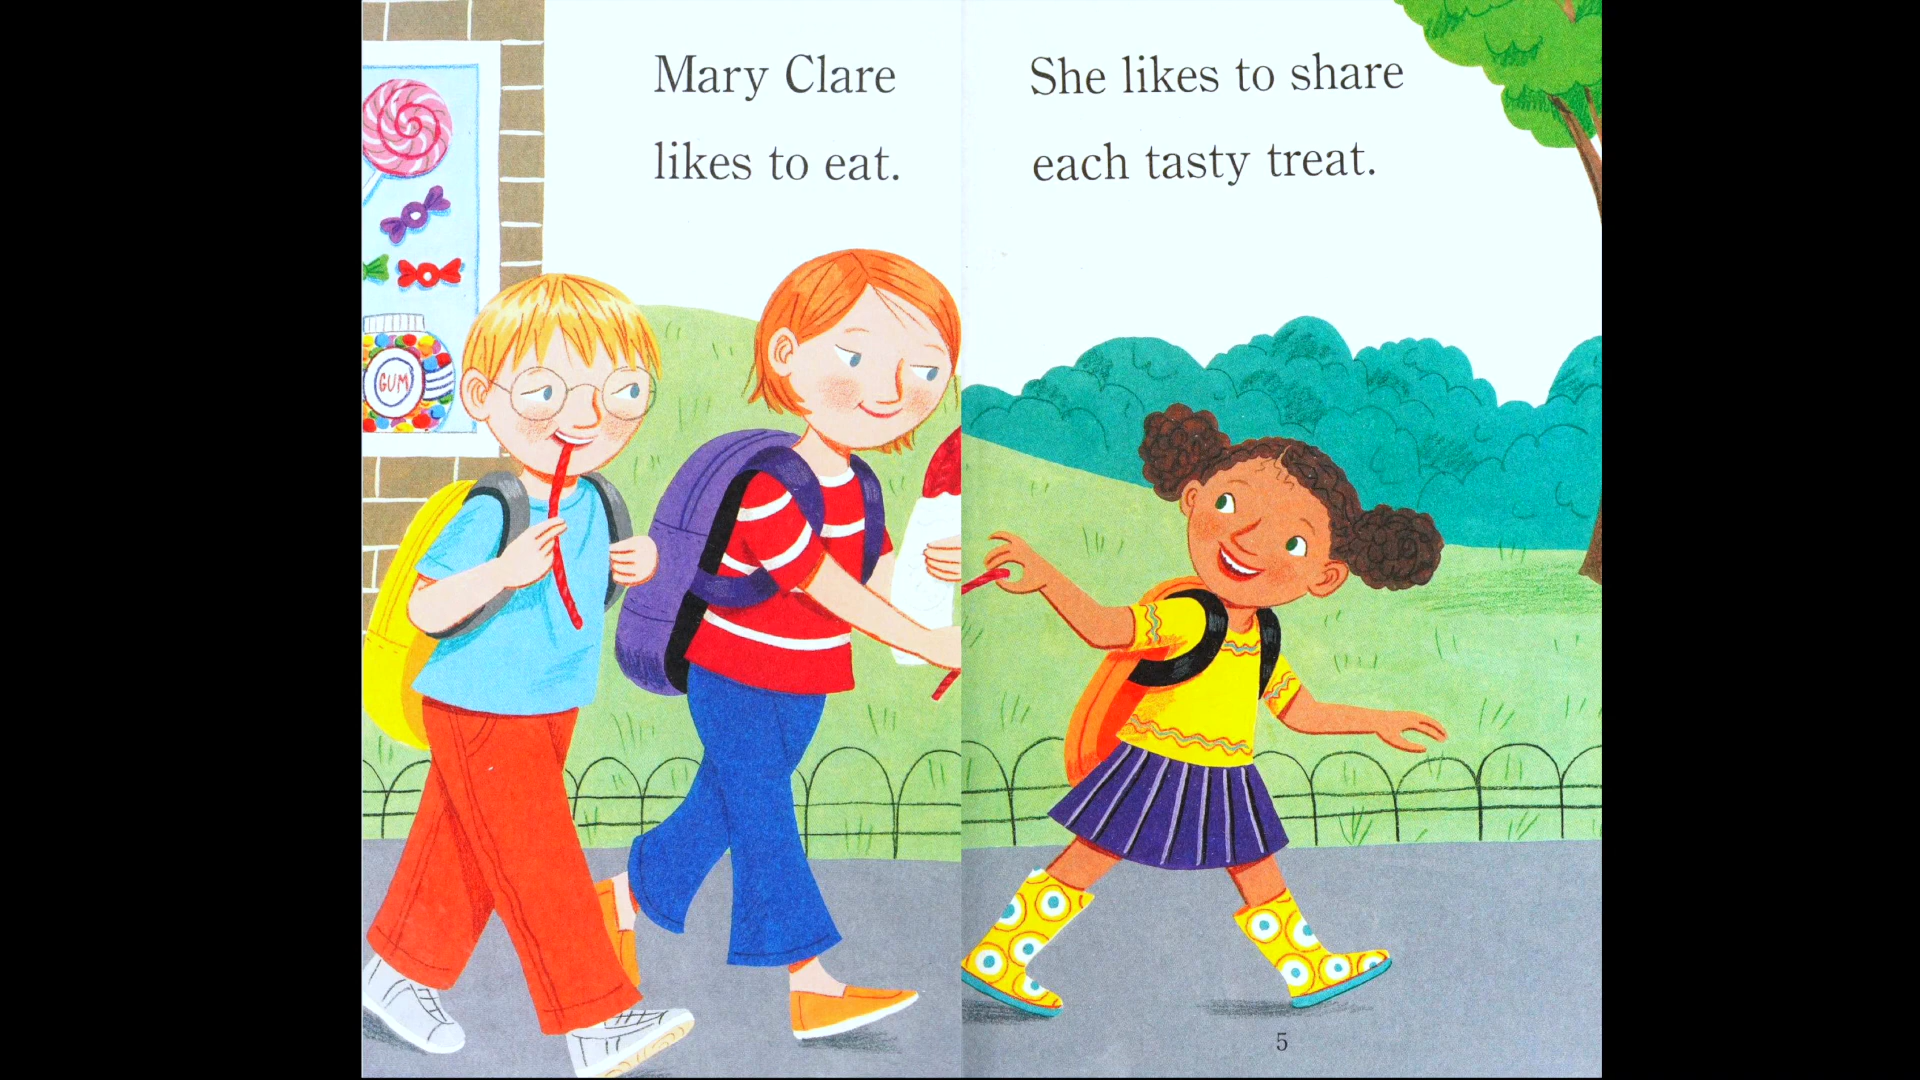 Mary Clare
likes to eat.
She likes to share
each tasty treat.
GUM
5